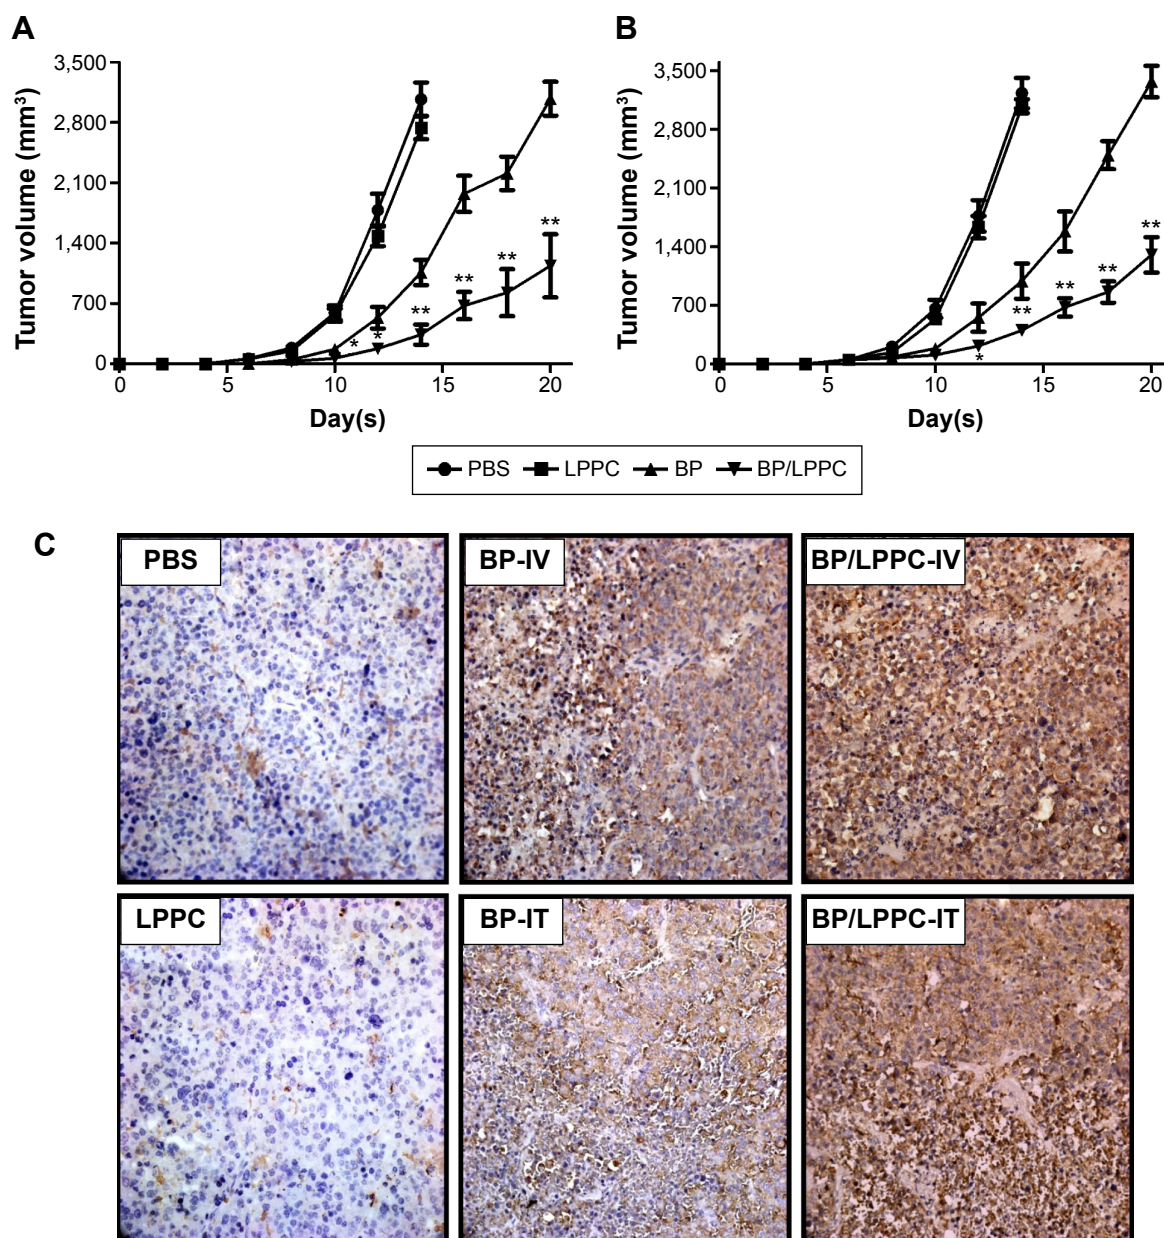 A
B
Tumor volume (mm³)
3,500
2,800
2,100
1,400
700
0
0
5
10
15
20
Day(s)
*
*
**
**
**
**
Tumor volume (mm³)
3,500
2,800
2,100
1,400
700
0
0
5
10
15
20
Day(s)
*
**
**
**
**
PBS LPPC BP BP/LPPC
C
PBS
BP-IV
BP/LPPC-IV
LPPC
BP-IT
BP/LPPC-IT